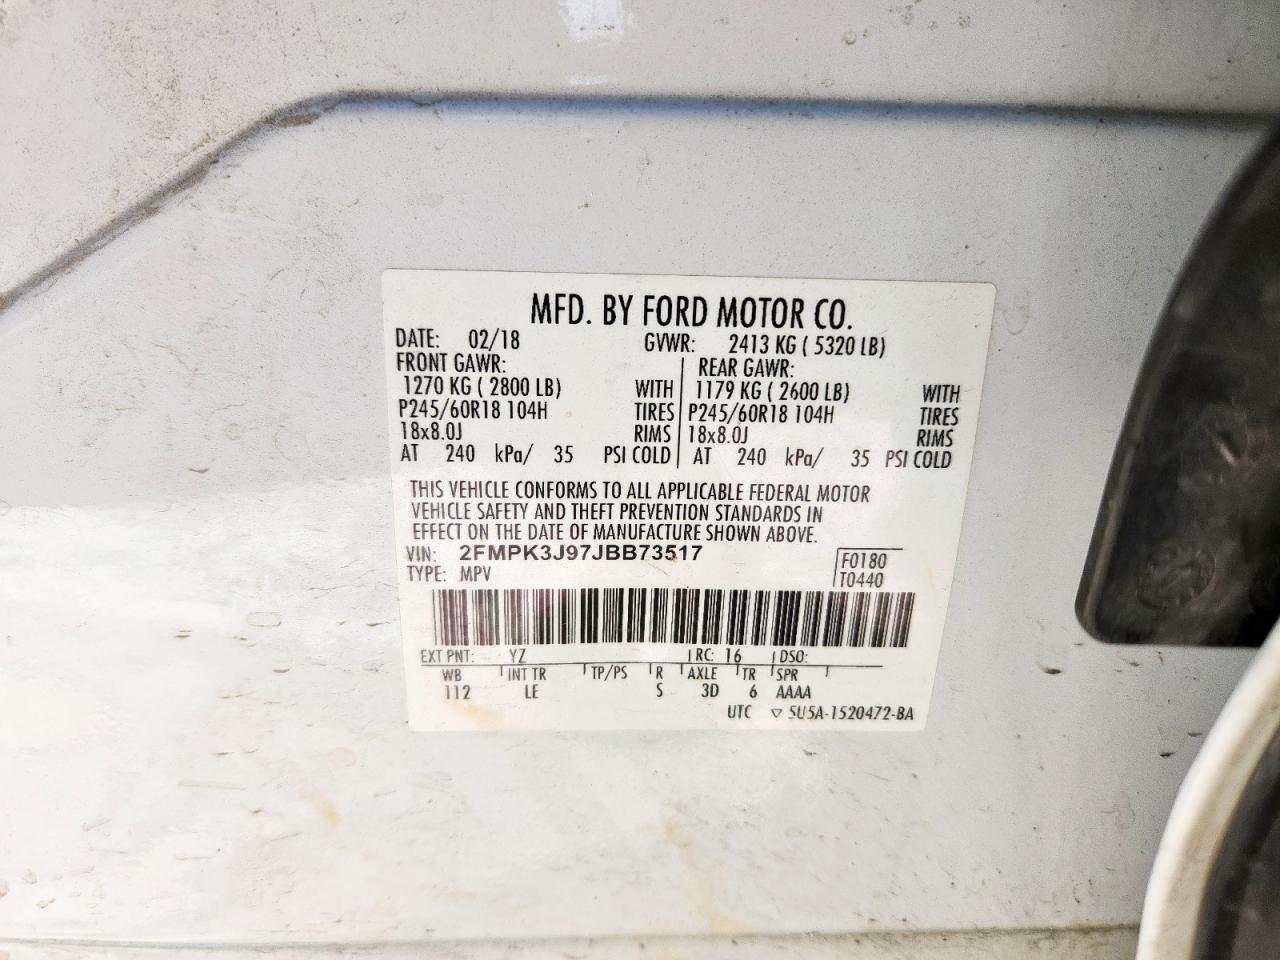 MFD. BY FORD MOTOR CO.
DATE: 02/18 GVWR: 2413 KG ( 5320 LB)
FRONT GAWR: REAR GAWR:
1270 KG ( 2800 LB) WITH 1179 KG ( 2600 LB) WITH
P245/60R18 104H TIRES P245/60R18 104H TIRES
18x8.0J RIMS 18x8.0J RIMS
AT 240 kPa/ 35 PSI COLD AT 240 kPa/ 35 PSI COLD
THIS VEHICLE CONFORMS TO ALL APPLICABLE FEDERAL MOTOR
VEHICLE SAFETY AND THEFT PREVENTION STANDARDS IN
EFFECT ON THE DATE OF MANUFACTURE SHOWN ABOVE.
VIN: 2FMPK3J97JBB73517 F0180
TYPE: MPV T0440
EXT PNT: YZ RC: 16 DSO:
WB INT TR TP/PS R AXLE TR SPR
112 LE S 3D 6 AAAA
UTC ▽ 5U5A-1520472-BA